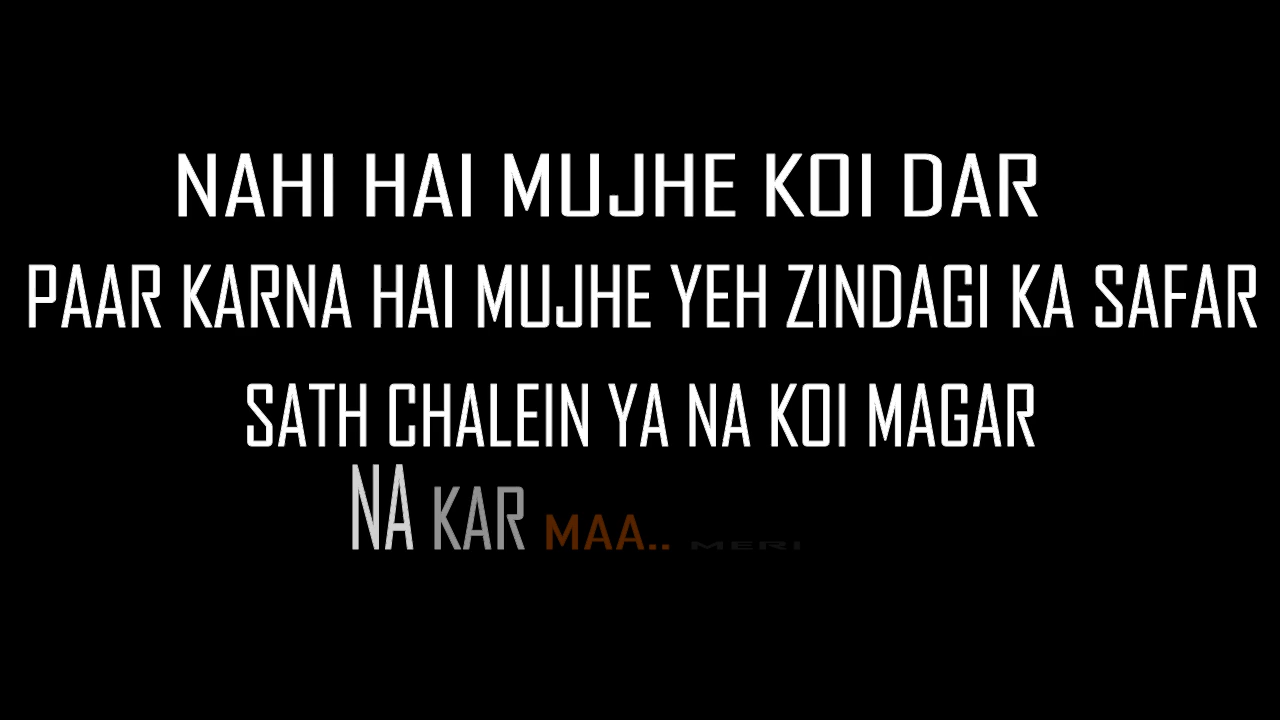 NAHI HAI MUJHE KOI DAR
PAAR KARNA HAI MUJHE YEH ZINDAGI KA SAFAR
SATH CHALEIN YA NA KOI MAGAR
NA KAR MAA.. MERI